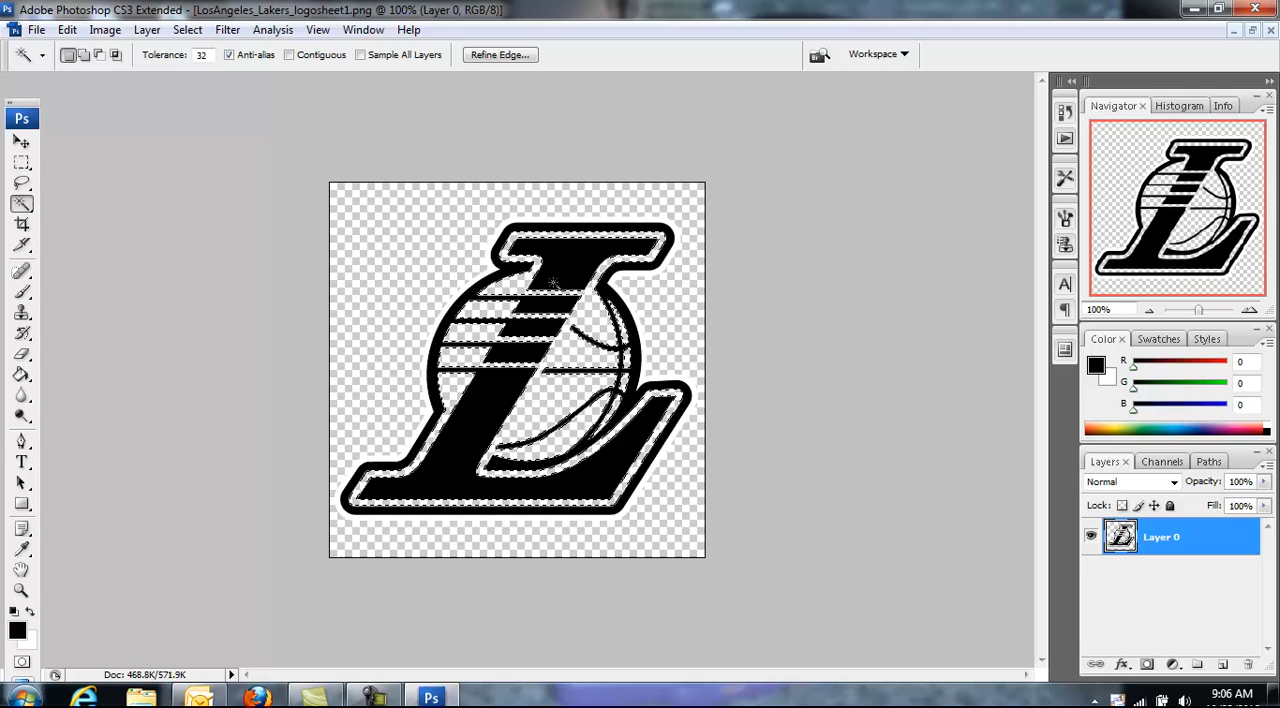 Adobe Photoshop CS3 Extended - [LosAngeles_Lakers_logosheet1.png @ 100% (Layer 0, RGB/8)]
File Edit Image Layer Select Filter Analysis View Window Help
Tolerance: 32 Anti-alias Contiguous Sample All Layers Refine Edge... Workspace
Ps
Navigator Histogram Info
100%
Color Swatches Styles
R 0
G 0
B 0
Layers Channels Paths
Normal Opacity: 100%
Lock: Fill: 100%
Layer 0
T
A
L
Doc: 468.8K/571.9K
Ps
9:06 AM